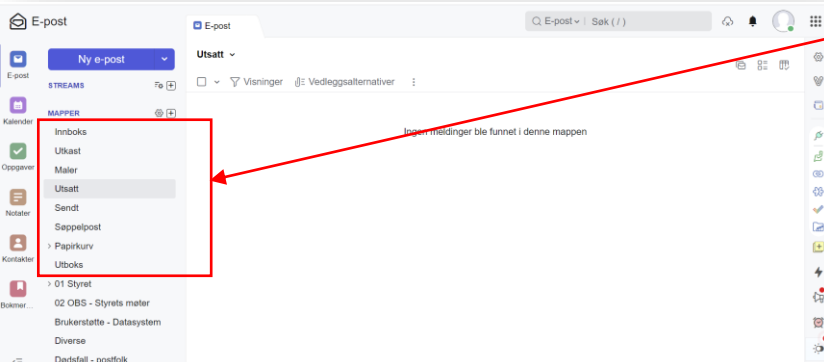 E-post
E-post
E-post
Søk ( / )
E-post
Ny e-post
Utsatt
STREAMS
Visninger
Vedleggsalternativer
Kalender
MAPPER
Innboks
Ingen meldinger ble funnet i denne mappen
Utkast
Oppgaver
Maler
Utsatt
Notater
Sendt
Søppelpost
Kontakter
Papirkurv
Utboks
01 Styret
Bokmer...
02 OBS - Styrets møter
Brukerstøtte - Datasystem
Diverse
Dødsfall - postfolk